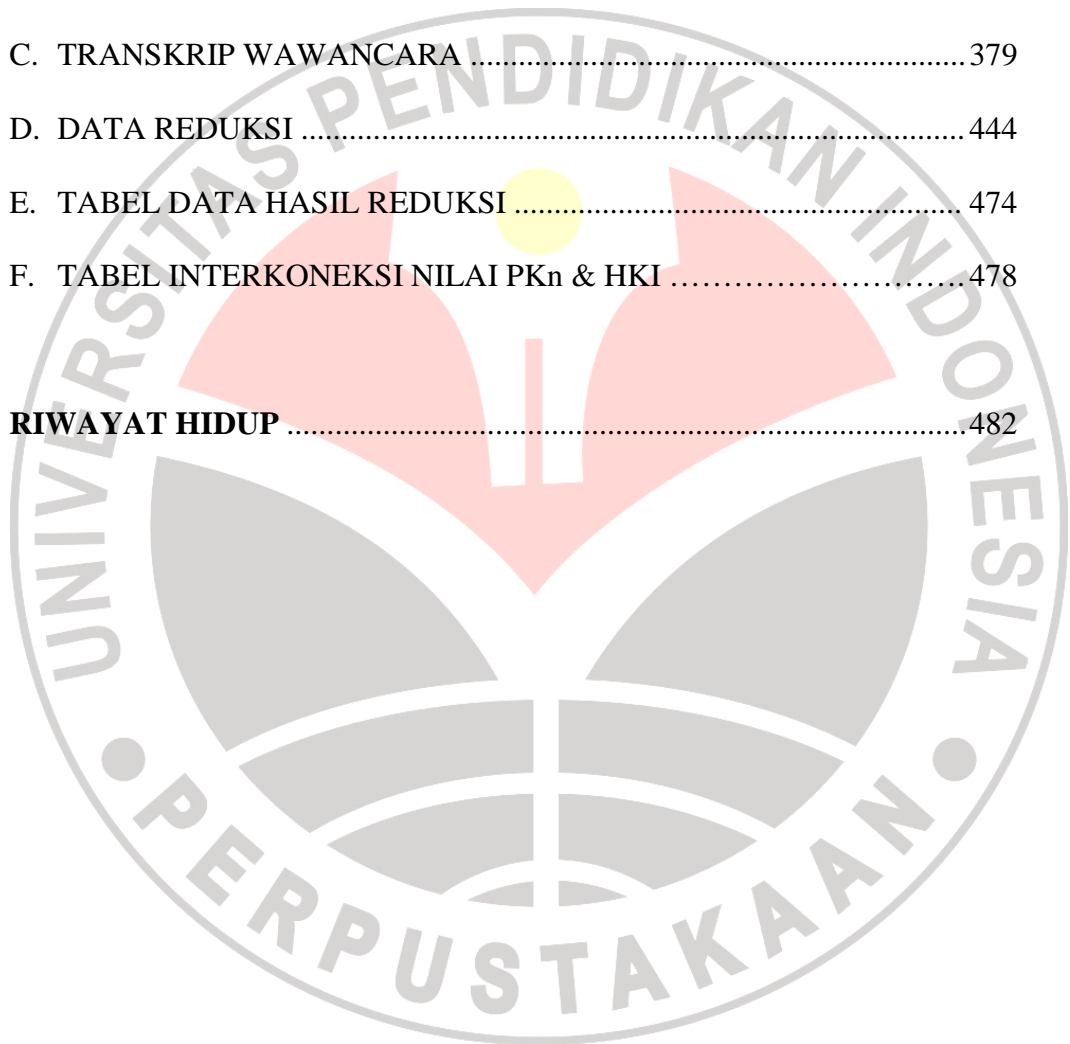 C. TRANSKRIP WAWANCARA ............................................................ 379
D. DATA REDUKSI ................................................................................ 444
E. TABEL DATA HASIL REDUKSI ...................................................... 474
F. TABEL INTERKONEKSI NILAI PKn & HKI ………………………. 478
RIWAYAT HIDUP .................................................................................. 482
UNIVERSITAS PENDIDIKAN INDONESIA
PERPUSTAKAAN